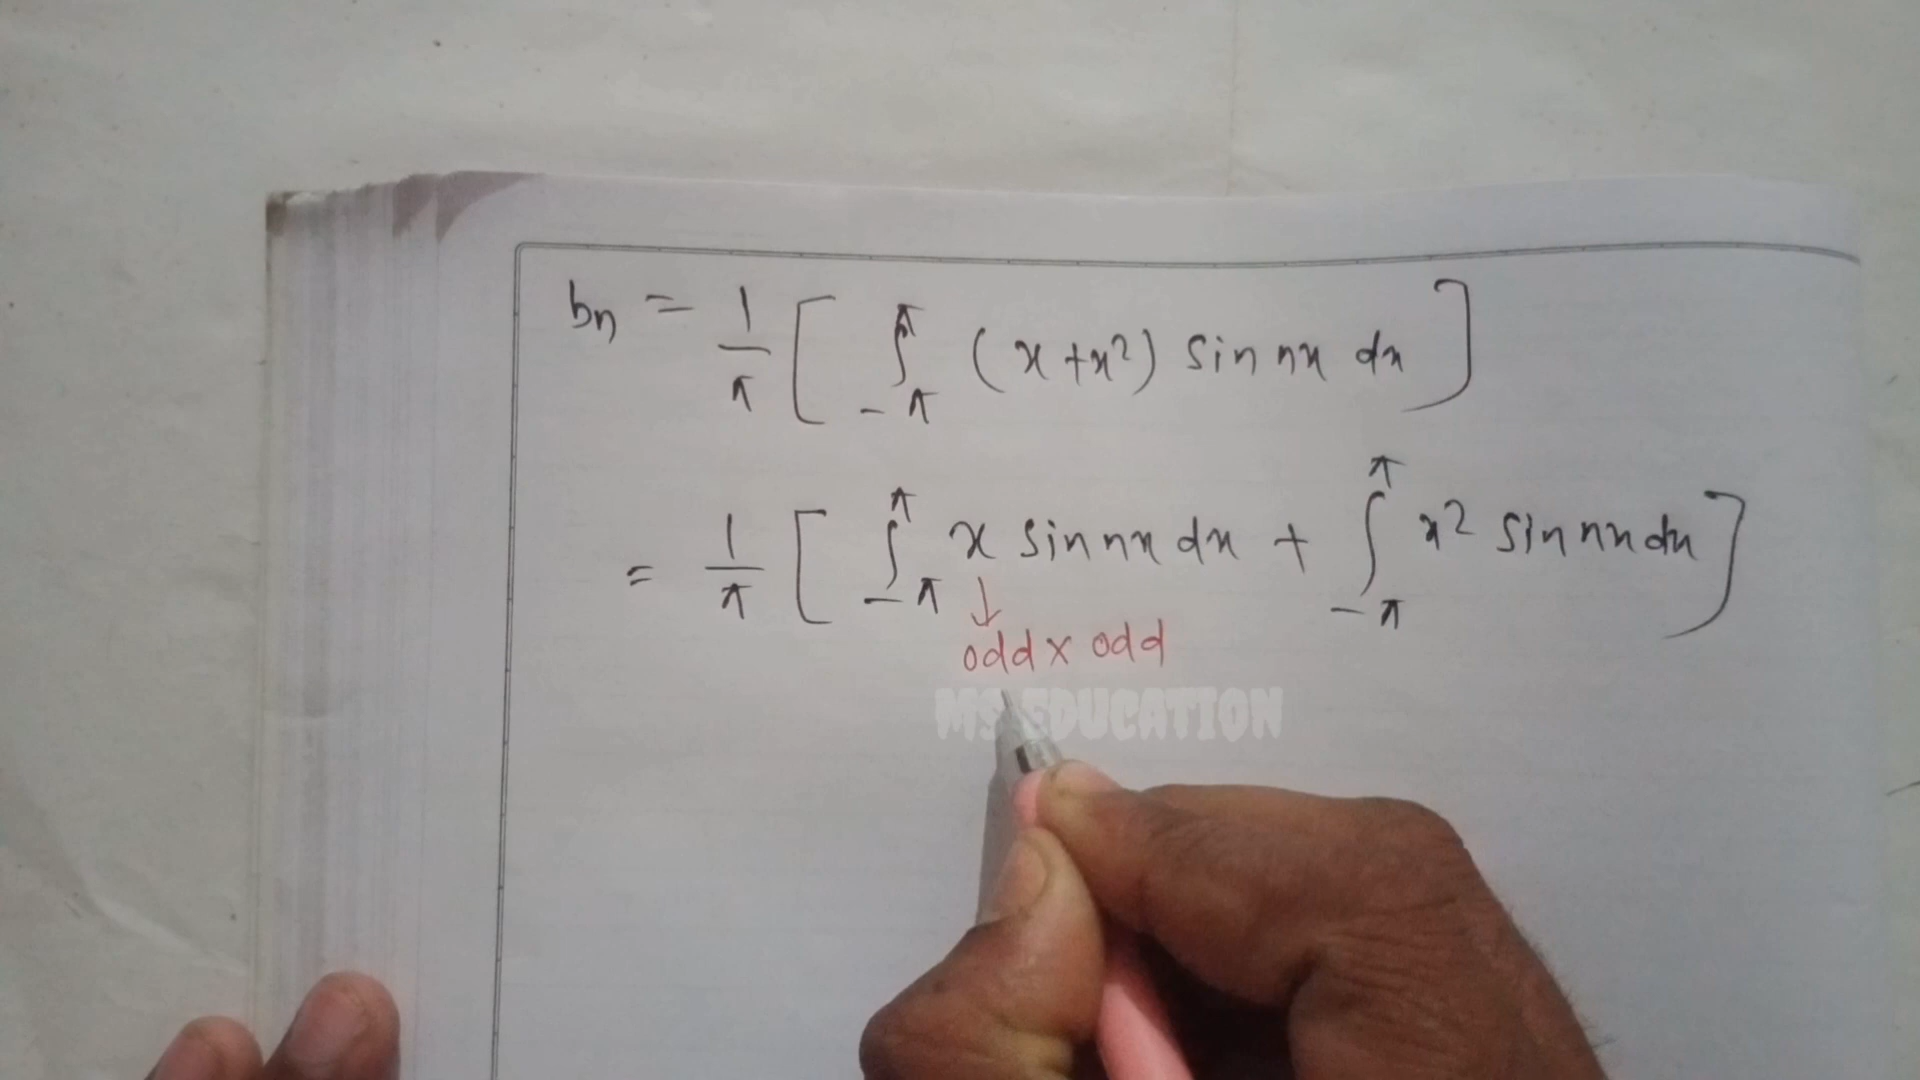 bn = 1/π [ ∫_{-π}^{π} (x+x²) sin nx dx ]
= 1/π [ ∫_{-π}^{π} x sin nx dx + ∫_{-π}^{π} x² sin nx dx ]
↓
odd x odd
MS EDUCATION